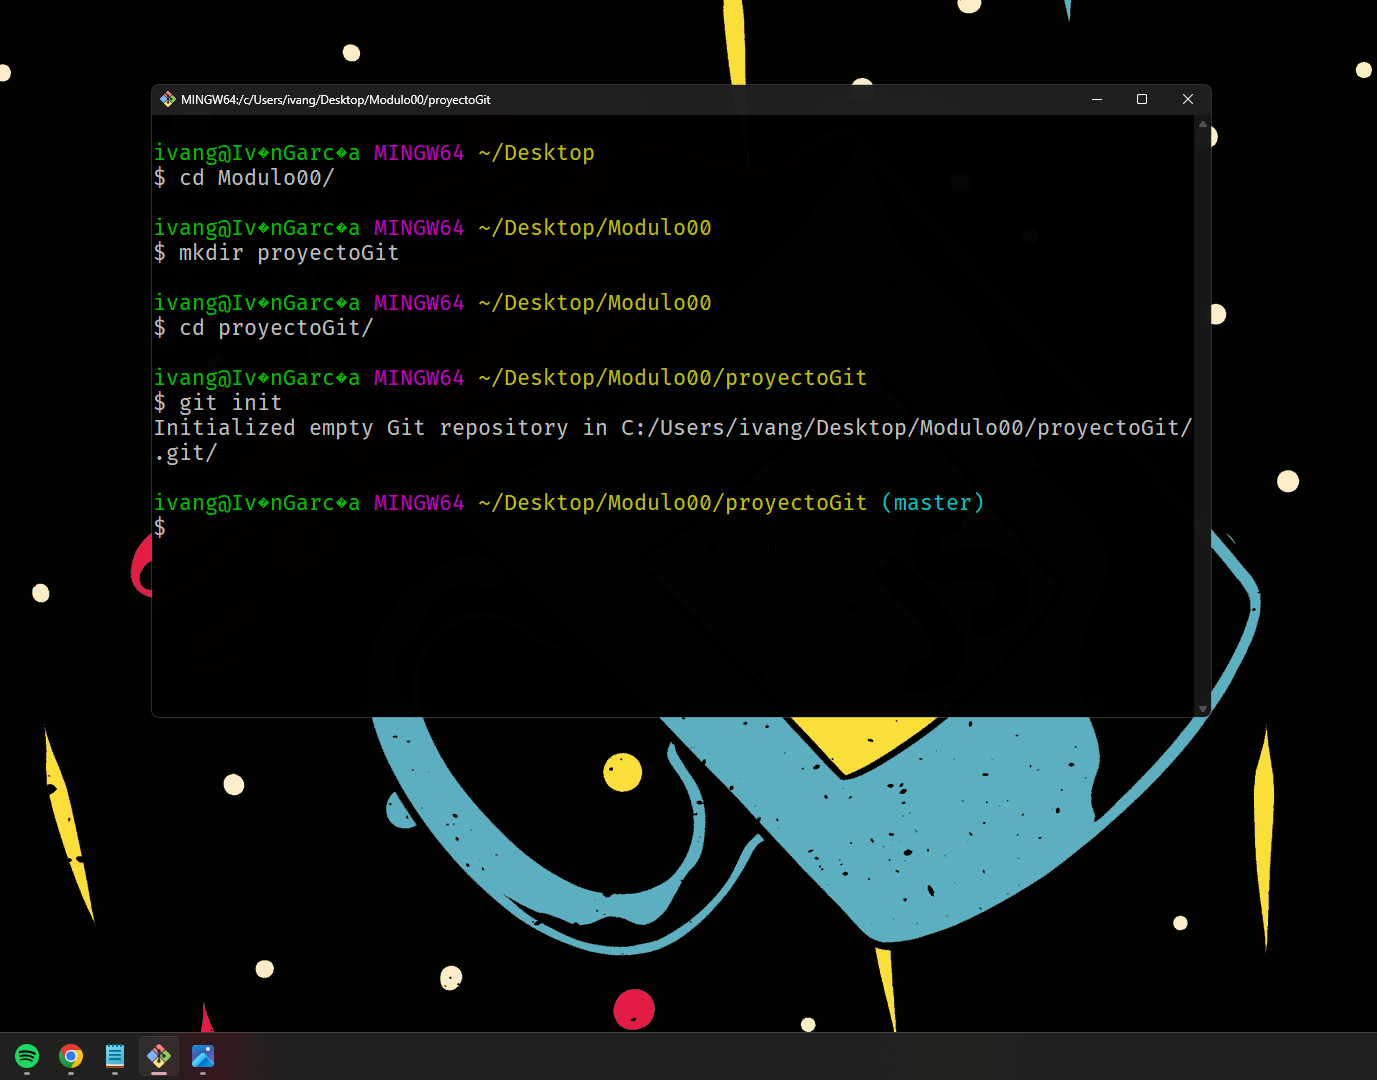 MINGW64:/c/Users/ivang/Desktop/Modulo00/proyectoGit
ivang@Iv�nGarc�a MINGW64 ~/Desktop
$ cd Modulo00/
ivang@Iv�nGarc�a MINGW64 ~/Desktop/Modulo00
$ mkdir proyectoGit
ivang@Iv�nGarc�a MINGW64 ~/Desktop/Modulo00
$ cd proyectoGit/
ivang@Iv�nGarc�a MINGW64 ~/Desktop/Modulo00/proyectoGit
$ git init
Initialized empty Git repository in C:/Users/ivang/Desktop/Modulo00/proyectoGit/
.git/
ivang@Iv�nGarc�a MINGW64 ~/Desktop/Modulo00/proyectoGit (master)
$
JS